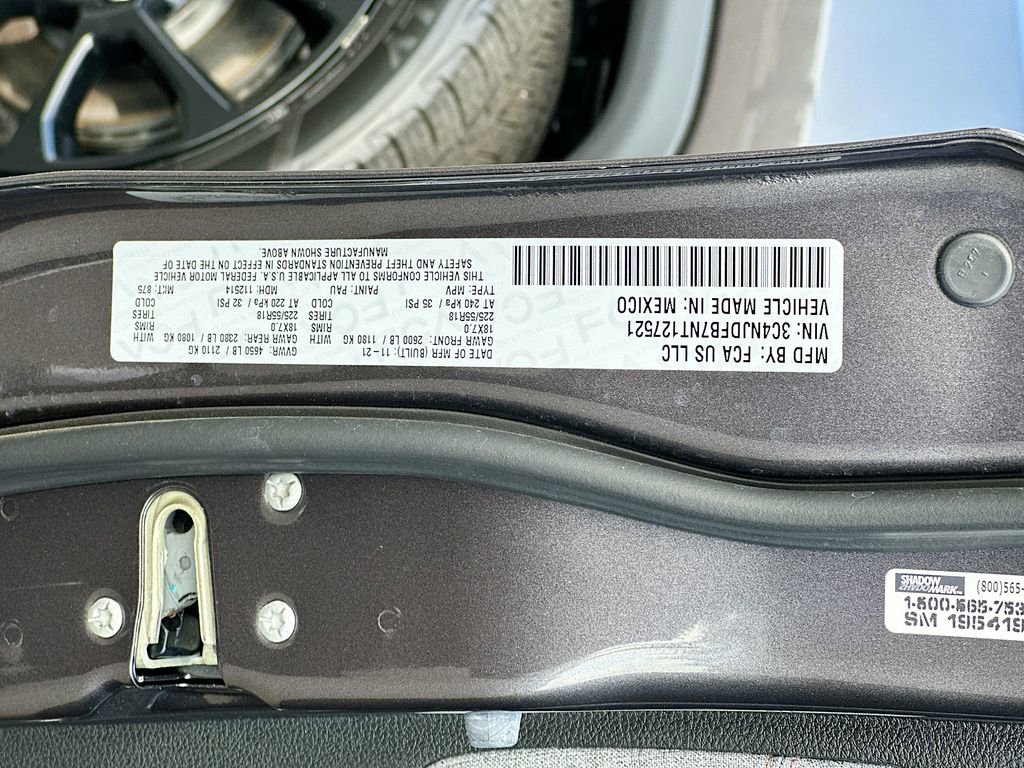 MFD BY: FCA US LLC
VIN: 3C4NJDFB7NT127521
VEHICLE MADE IN: MEXICO
DATE OF MFR (BUILT): 11-21
GVWR: 4650 LB / 2110 KG
GAWR FRONT: 2600 LB / 1180 KG WITH
18X7.0 RIMS
225/55R18 TIRES
AT 240 kPa / 35 PSI COLD
GAWR REAR: 2380 LB / 1080 KG WITH
18X7.0 RIMS
225/55R18 TIRES
AT 220 kPa / 32 PSI COLD
TYPE: MPV PAINT: PAU MDH: 112514 MKT: 875
THIS VEHICLE CONFORMS TO ALL APPLICABLE U.S.A. FEDERAL MOTOR VEHICLE
SAFETY AND THEFT PREVENTION STANDARDS IN EFFECT ON THE DATE OF
MANUFACTURE SHOWN ABOVE.
SHADOW
MARK
(800)565-
1-800-565-753
SM 195419